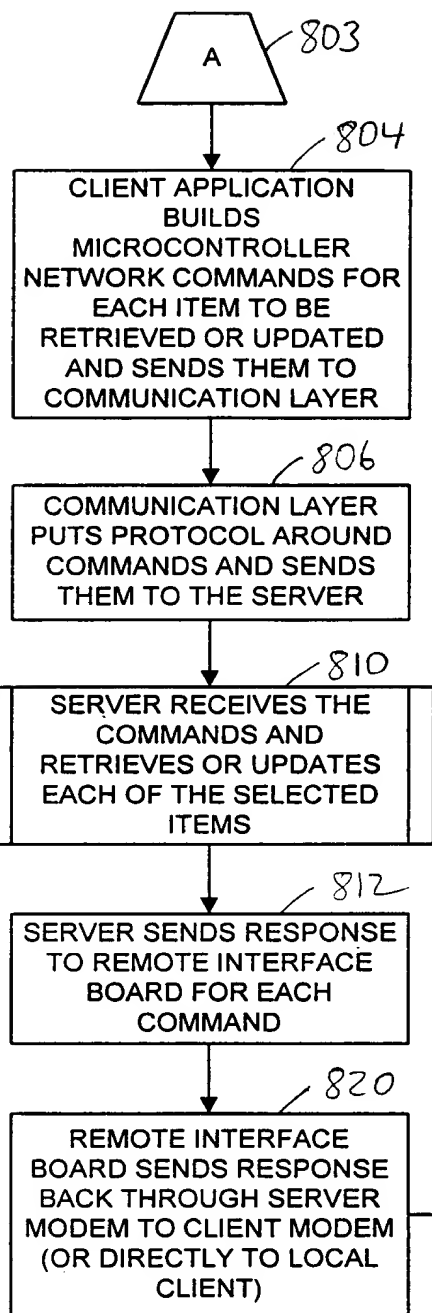 803
A
804
CLIENT APPLICATION
BUILDS
MICROCONTROLLER
NETWORK COMMANDS FOR
EACH ITEM TO BE
RETRIEVED OR UPDATED
AND SENDS THEM TO
COMMUNICATION LAYER
806
COMMUNICATION LAYER
PUTS PROTOCOL AROUND
COMMANDS AND SENDS
THEM TO THE SERVER
810
SERVER RECEIVES THE
COMMANDS AND
RETRIEVES OR UPDATES
EACH OF THE SELECTED
ITEMS
812
SERVER SENDS RESPONSE
TO REMOTE INTERFACE
BOARD FOR EACH
COMMAND
820
REMOTE INTERFACE
BOARD SENDS RESPONSE
BACK THROUGH SERVER
MODEM TO CLIENT MODEM
(OR DIRECTLY TO LOCAL
CLIENT)